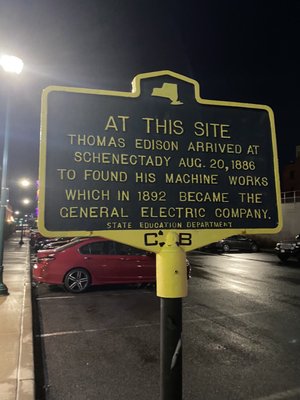 AT THIS SITE
THOMAS EDISON ARRIVED AT
SCHENECTADY AUG. 20, 1886
TO FOUND HIS MACHINE WORKS
WHICH IN 1892 BECAME THE
GENERAL ELECTRIC COMPANY.
STATE EDUCATION DEPARTMENT